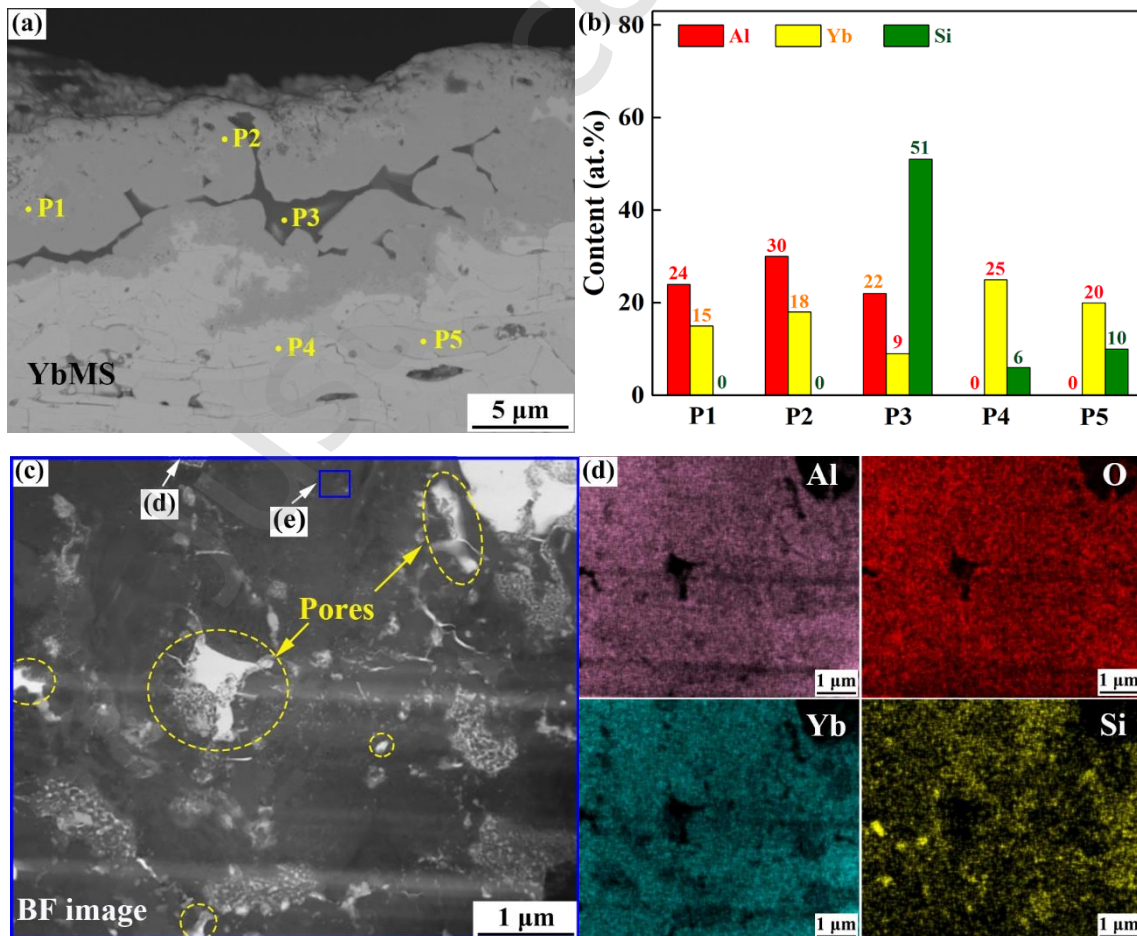 (a)
P2
P1
P3
P4
P5
YbMS
5 µm
(b)
Al
Yb
Si
Content (at.%)
80
60
40
20
0
24
15
0
30
18
0
22
9
51
0
25
6
0
20
10
P1
P2
P3
P4
P5
(c)
(d)
(e)
Pores
BF image
1 µm
(d)
Al
1 µm
O
1 µm
Yb
1 µm
Si
1 µm